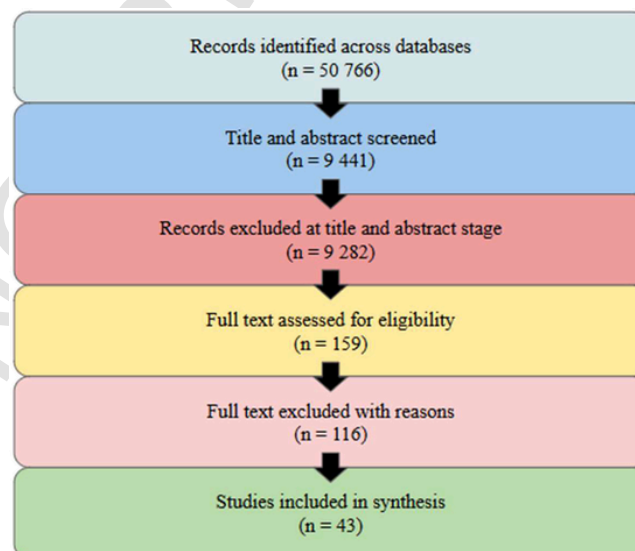 Records identified across databases
(n = 50 766)
Title and abstract screened
(n = 9 441)
Records excluded at title and abstract stage
(n = 9 282)
Full text assessed for eligibility
(n = 159)
Full text excluded with reasons
(n = 116)
Studies included in synthesis
(n = 43)